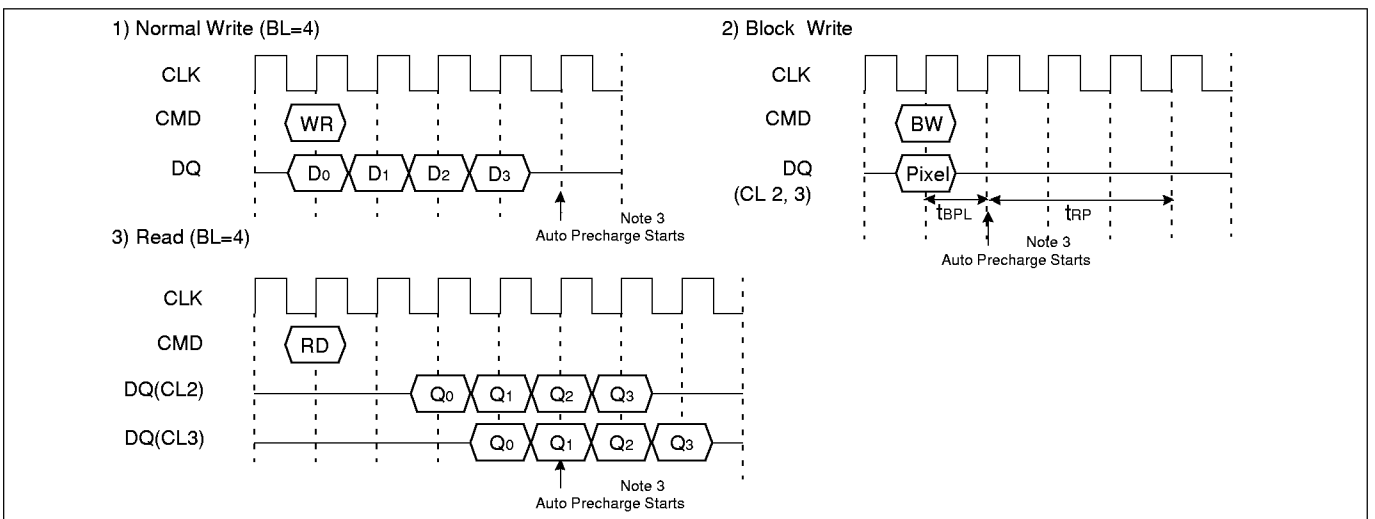 1) Normal Write (BL=4)
CLK
CMD
WR
DQ
D0 D1 D2 D3
Note 3
Auto Precharge Starts
2) Block Write
CLK
CMD
BW
DQ
(CL 2, 3)
Pixel
tBPL
tRP
Note 3
Auto Precharge Starts
3) Read (BL=4)
CLK
CMD
RD
DQ(CL2)
Q0 Q1 Q2 Q3
DQ(CL3)
Q0 Q1 Q2 Q3
Note 3
Auto Precharge Starts